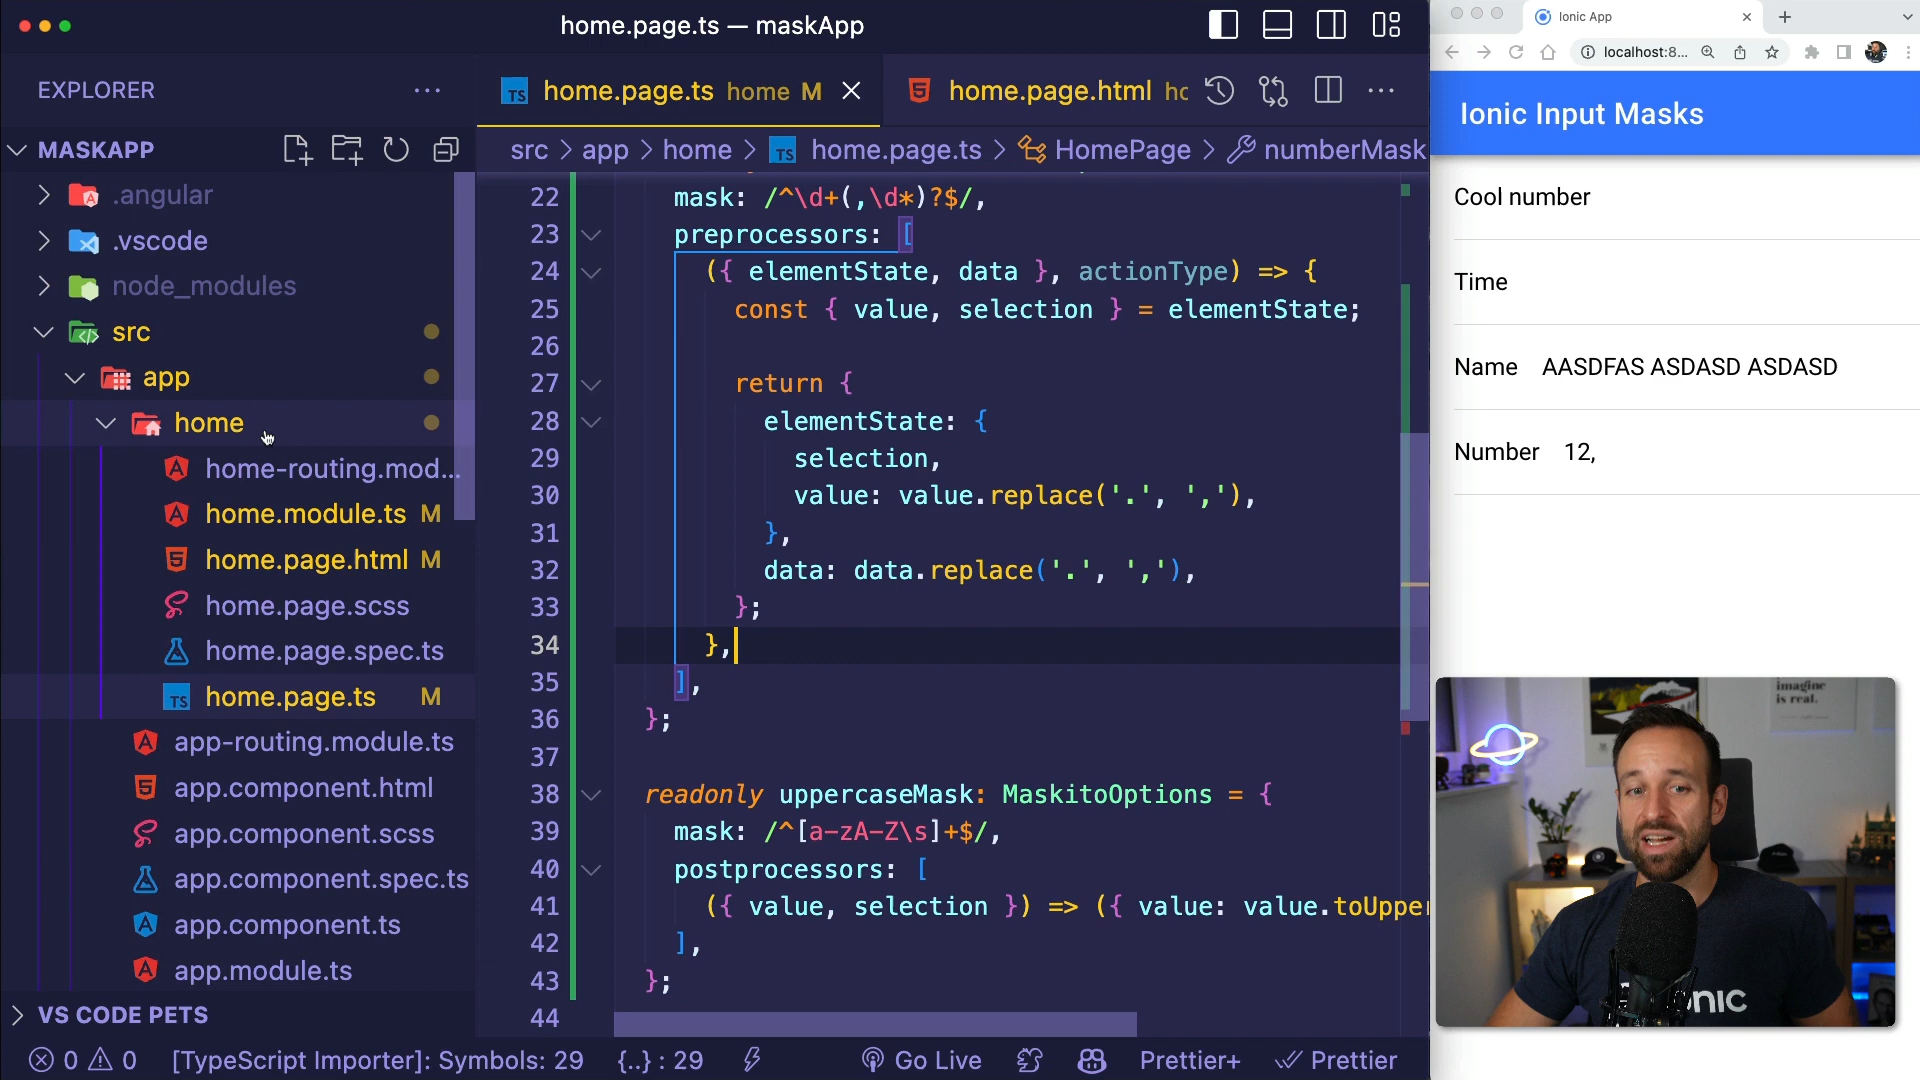 home.page.ts — maskApp
EXPLORER
MASKAPP
.angular
.vscode
node_modules
src
app
home
home-routing.mod...
home.module.ts M
home.page.html M
home.page.scss
home.page.spec.ts
home.page.ts M
app-routing.module.ts
app.component.html
app.component.scss
app.component.spec.ts
app.component.ts
app.module.ts
VS CODE PETS
home.page.ts home M
home.page.html hc
src > app > home > TS home.page.ts > HomePage > numberMask
22 mask: /^\d+(,\d*)?$/,
23 preprocessors: [
24 ({ elementState, data }, actionType) => {
25 const { value, selection } = elementState;
26
27 return {
28 elementState: {
29 selection,
30 value: value.replace('.', ','),
31 },
32 data: data.replace('.', ','),
33 };
34 },
35 ],
36 };
37
38 readonly uppercaseMask: MaskitoOptions = {
39 mask: /^[a-zA-Z\s]+$/,
40 postprocessors: [
41 ({ value, selection }) => ({ value: value.toUpper
42 ],
43 };
44
0 0 [TypeScript Importer]: Symbols: 29 {..} : 29 Go Live Prettier+ Prettier
Ionic App
localhost:8...
Ionic Input Masks
Cool number
Time
Name AASDFAS ASDASD ASDASD
Number 12,
imagine
is real.